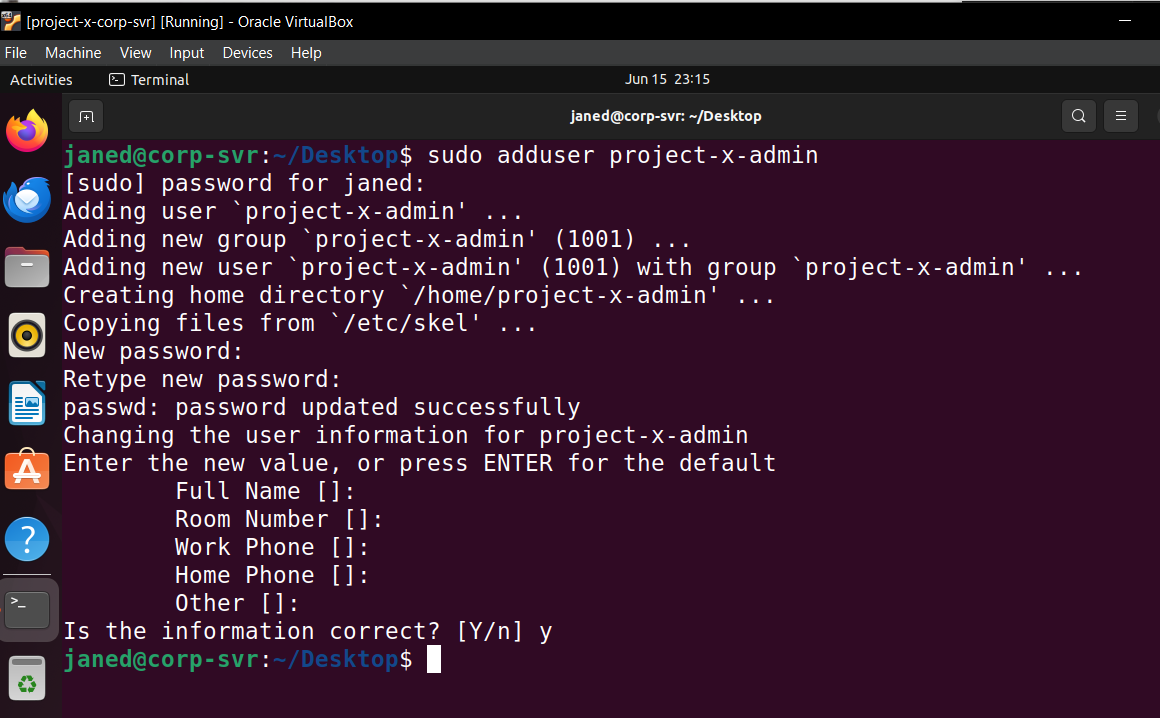 [project-x-corp-svr] [Running] - Oracle VirtualBox
File Machine View Input Devices Help
Activities Terminal Jun 15 23:15
janed@corp-svr: ~/Desktop
janed@corp-svr:~/Desktop$ sudo adduser project-x-admin
[sudo] password for janed:
Adding user `project-x-admin' ...
Adding new group `project-x-admin' (1001) ...
Adding new user `project-x-admin' (1001) with group `project-x-admin' ...
Creating home directory `/home/project-x-admin' ...
Copying files from `/etc/skel' ...
New password:
Retype new password:
passwd: password updated successfully
Changing the user information for project-x-admin
Enter the new value, or press ENTER for the default
Full Name []:
Room Number []:
Work Phone []:
Home Phone []:
Other []:
Is the information correct? [Y/n] y
janed@corp-svr:~/Desktop$